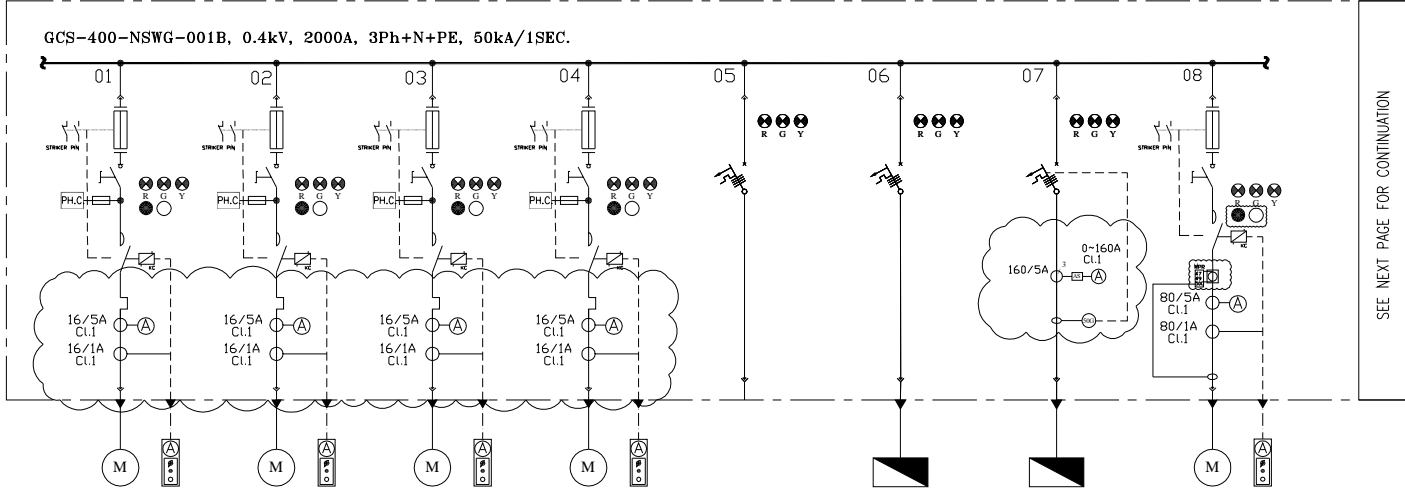 GCS-400-NSWG-001B, 0.4kV, 2000A, 3Ph+N+PE, 50kA/1SEC.
01 02 03 04 05 06 07 08
R G Y R G Y R G Y
STRIKER PIN STRIKER PIN STRIKER PIN STRIKER PIN STRIKER PIN
R G Y R G Y R G Y R G Y R G Y
PH.C PH.C PH.C PH.C
KC KC KC KC KC
0~160A
Cl.1
160/5A 3 A
16/5A A 16/5A A 16/5A A 16/5A A 80/5A A
Cl.1 Cl.1 Cl.1 Cl.1 Cl.1
16/1A 16/1A 16/1A 16/1A 80/1A
Cl.1 Cl.1 Cl.1 Cl.1 Cl.1
50G
M A M A M A M A M A
SEE NEXT PAGE FOR CONTINUATION